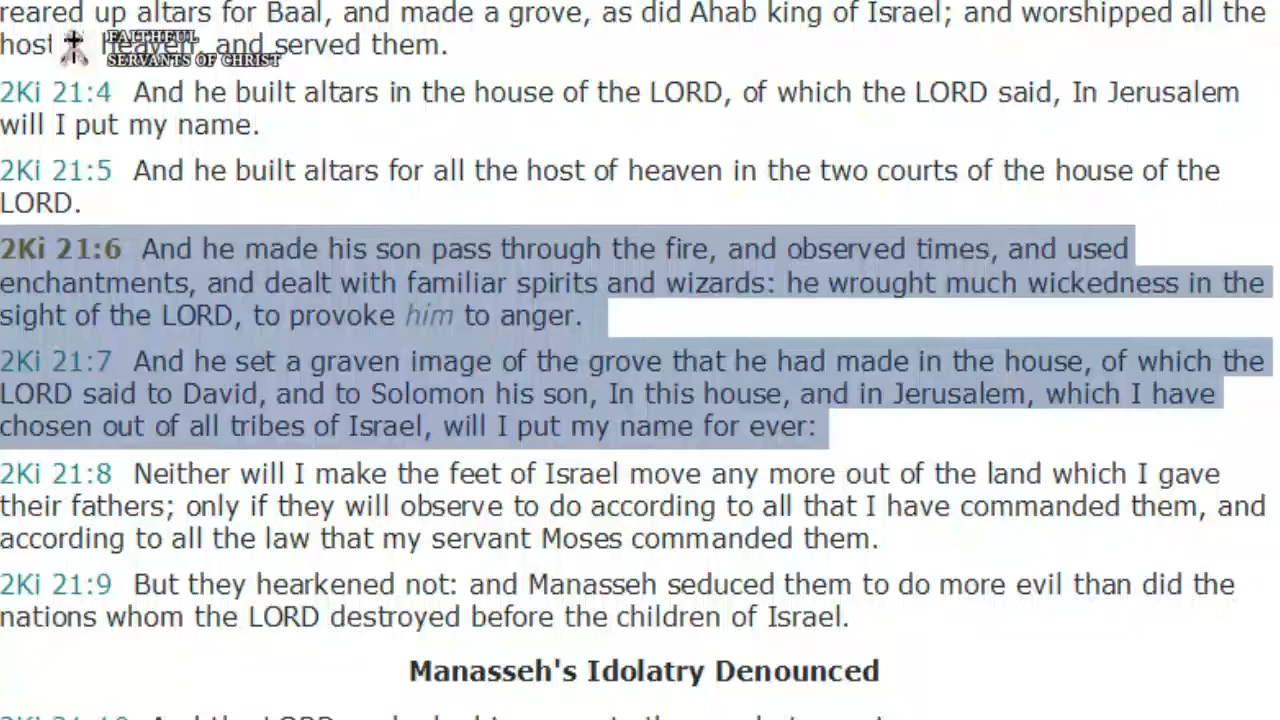 reared up altars for Baal, and made a grove, as did Ahab king of Israel; and worshipped all the
host heaven, and served them.
FAITHFUL
SERVANTS OF CHRIST
2Ki 21:4 And he built altars in the house of the LORD, of which the LORD said, In Jerusalem
will I put my name.
2Ki 21:5 And he built altars for all the host of heaven in the two courts of the house of the
LORD.
2Ki 21:6 And he made his son pass through the fire, and observed times, and used
enchantments, and dealt with familiar spirits and wizards: he wrought much wickedness in the
sight of the LORD, to provoke him to anger.
2Ki 21:7 And he set a graven image of the grove that he had made in the house, of which the
LORD said to David, and to Solomon his son, In this house, and in Jerusalem, which I have
chosen out of all tribes of Israel, will I put my name for ever:
2Ki 21:8 Neither will I make the feet of Israel move any more out of the land which I gave
their fathers; only if they will observe to do according to all that I have commanded them, and
according to all the law that my servant Moses commanded them.
2Ki 21:9 But they hearkened not: and Manasseh seduced them to do more evil than did the
nations whom the LORD destroyed before the children of Israel.
Manasseh's Idolatry Denounced